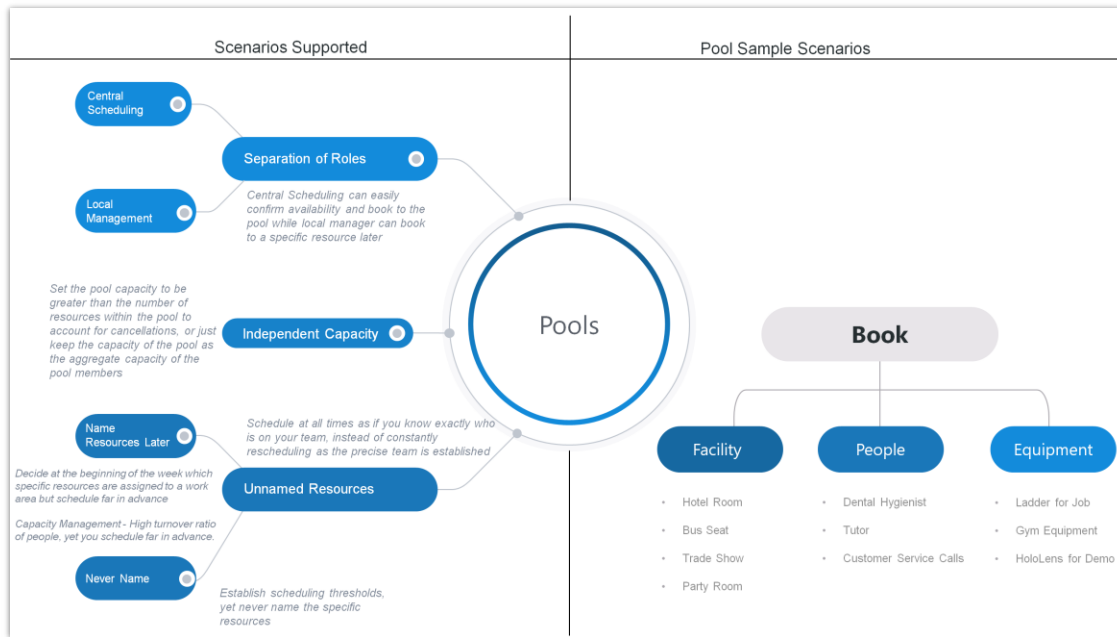 Scenarios Supported
Pool Sample Scenarios
Central
Scheduling
Separation of Roles
Local
Management
Central Scheduling can easily
confirm availability and book to the
pool while local manager can book
to a specific resource later
Set the pool capacity to be
greater than the number of
resources within the pool to
account for cancellations, or just
keep the capacity of the pool as
the aggregate capacity of the
pool members
Independent Capacity
Pools
Name
Resources Later
Schedule at all times as if you know exactly who
is on your team, instead of constantly
rescheduling as the precise team is established
Decide at the beginning of the week which
specific resources are assigned to a work
area but schedule far in advance
Unnamed Resources
Capacity Management - High turnover ratio
of people, yet you schedule far in advance.
Never Name
Establish scheduling thresholds,
yet never name the specific
resources
Book
Facility
People
Equipment
• Hotel Room
• Bus Seat
• Trade Show
• Party Room
• Dental Hygienist
• Tutor
• Customer Service Calls
• Ladder for Job
• Gym Equipment
• HoloLens for Demo